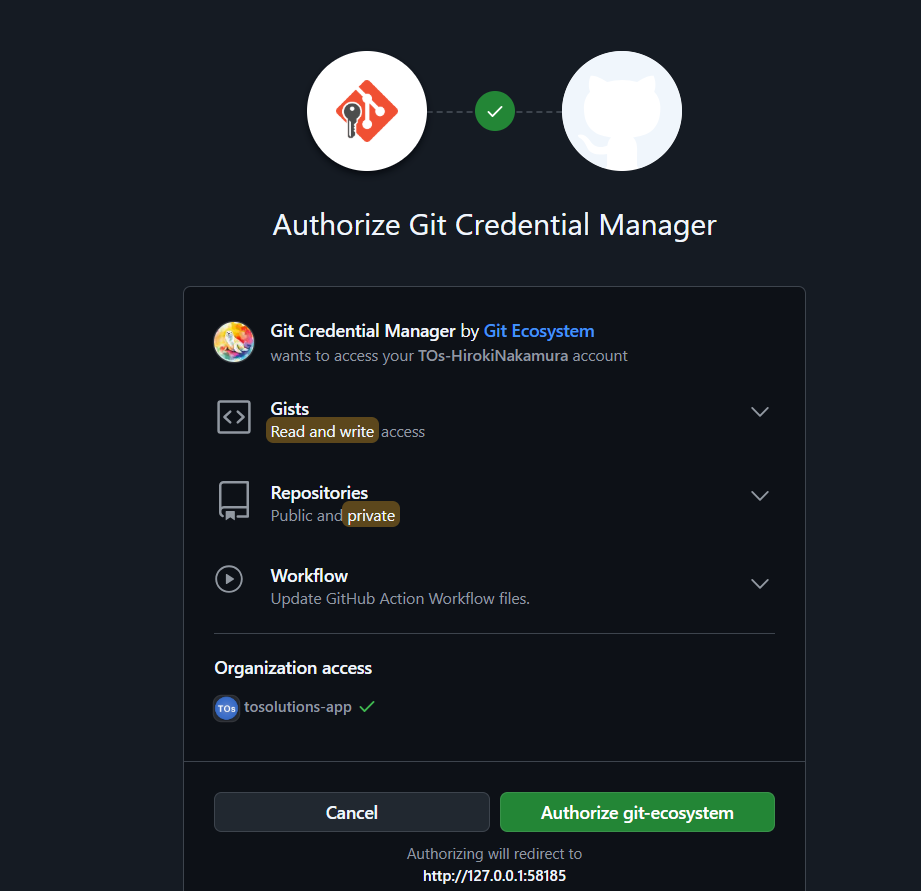 Authorize Git Credential Manager
Git Credential Manager by Git Ecosystem
wants to access your TOs-HirokiNakamura account
Gists
Read and write access
Repositories
Public and private
Workflow
Update GitHub Action Workflow files.
Organization access
TOs tosolutions-app
Cancel
Authorize git-ecosystem
Authorizing will redirect to
http://127.0.0.1:58185